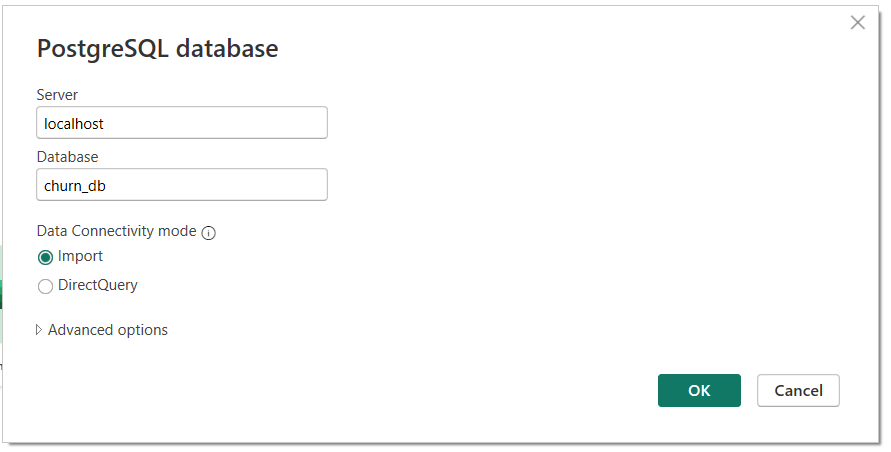 PostgreSQL database
Server
localhost
Database
churn_db
Data Connectivity mode
Import
DirectQuery
Advanced options
OK Cancel